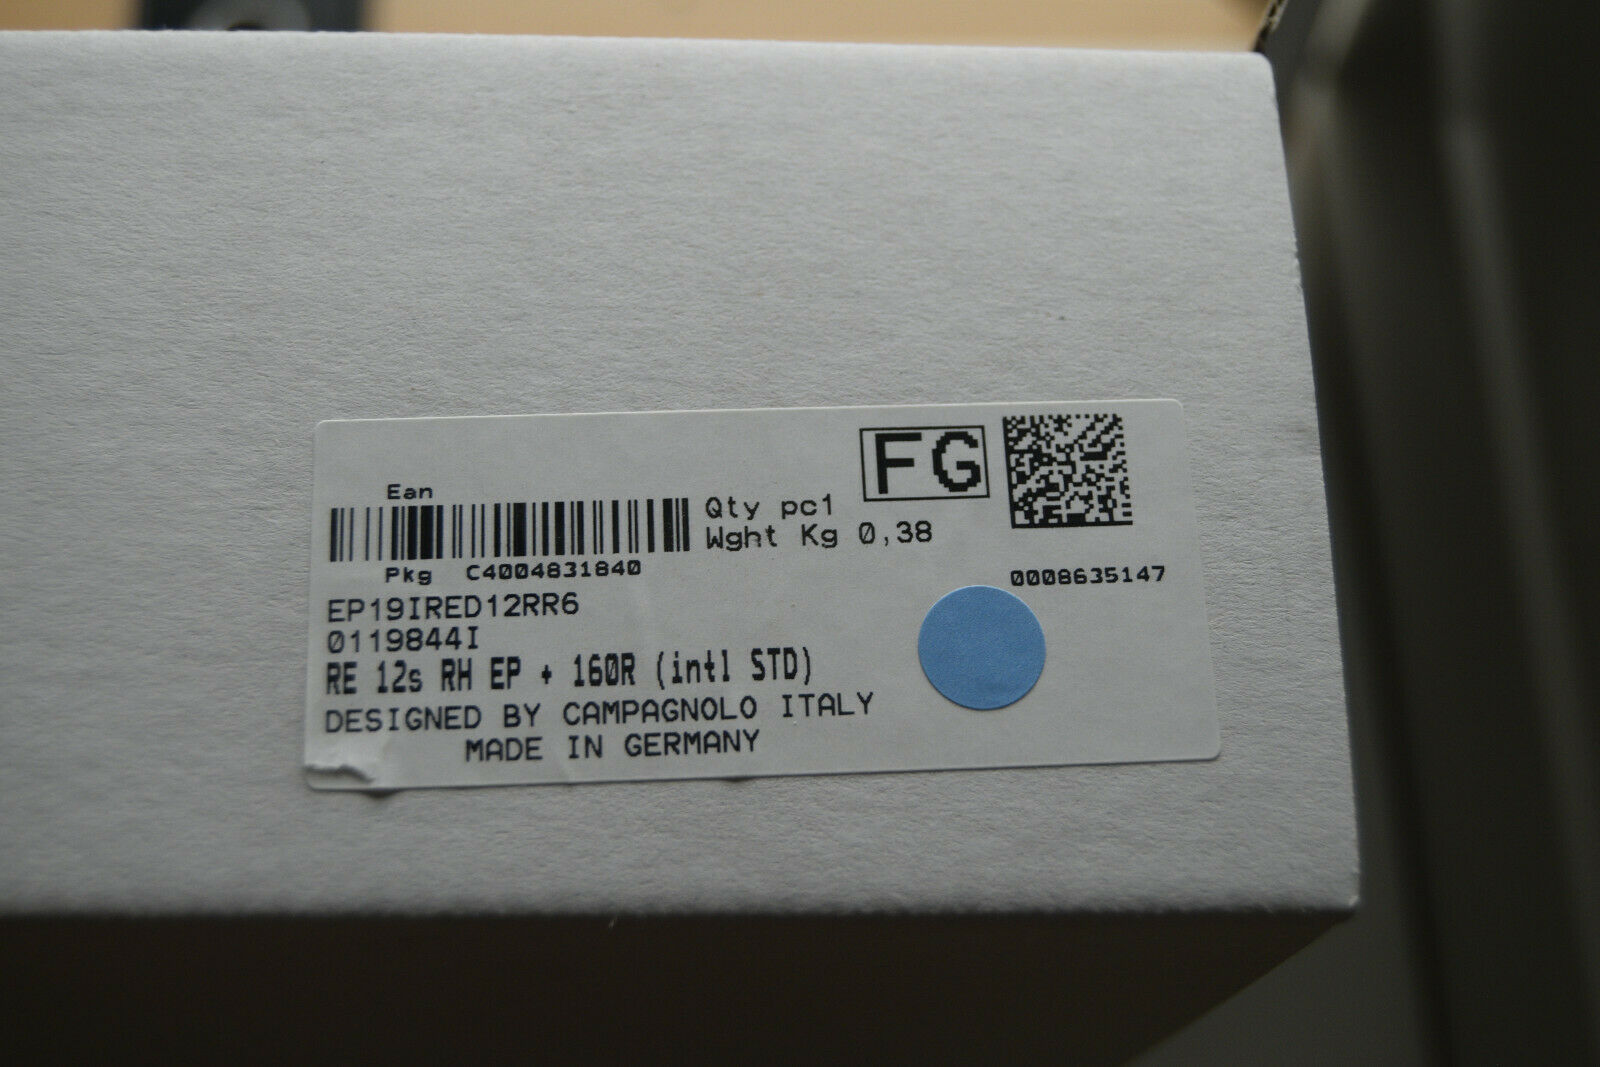 FG
Ean
Qty pc1
Wght Kg 0,38
Pkg C4004831840
0008635147
EP19IRED12RR6
0119844I
RE 12s RH EP + 160R (intl STD)
DESIGNED BY CAMPAGNOLO ITALY
MADE IN GERMANY